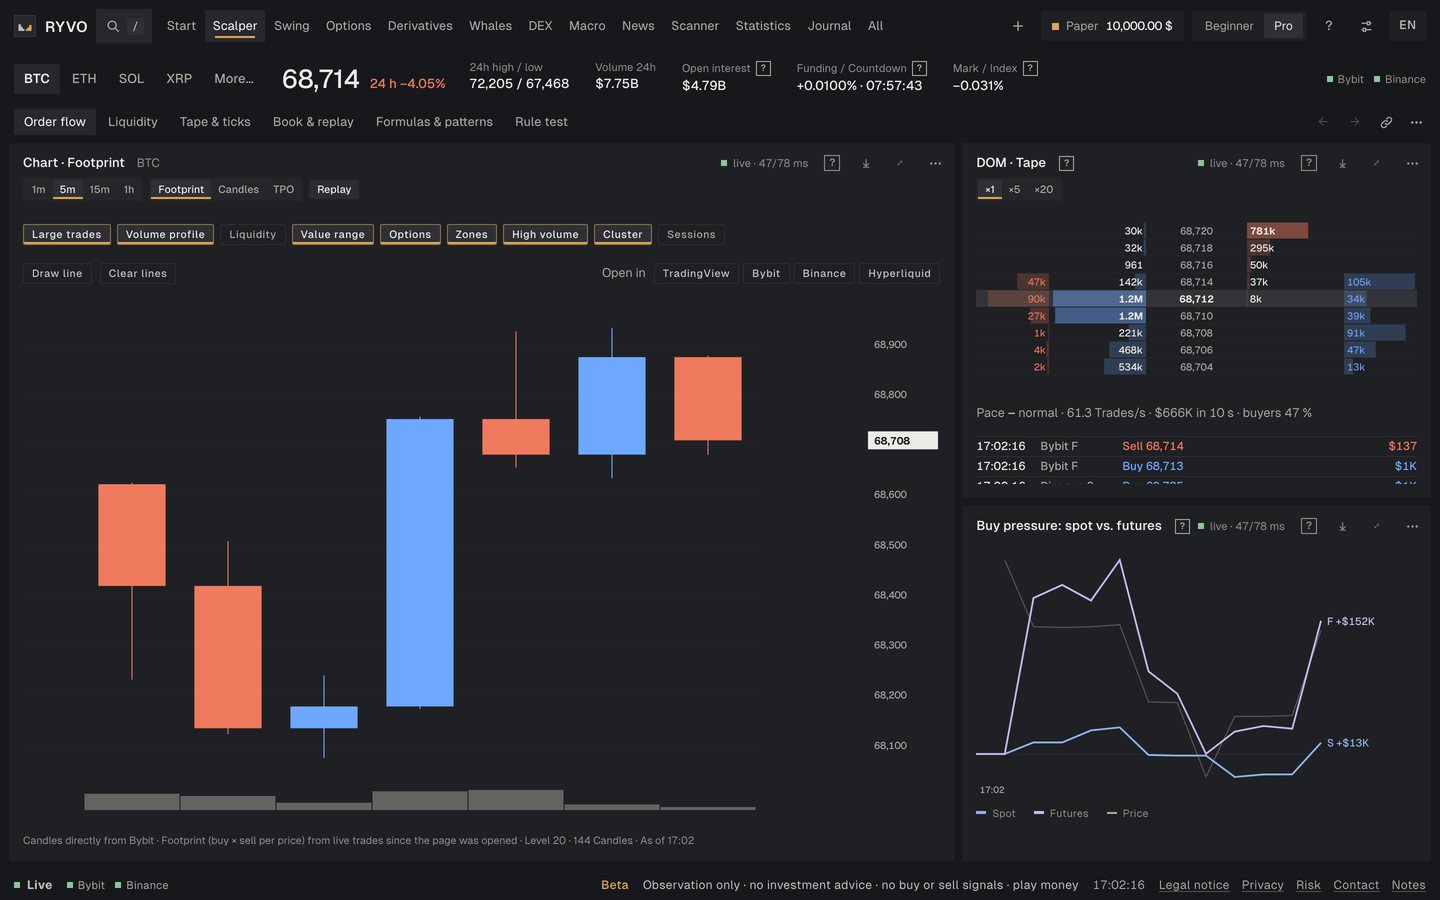 RYVO / Start Scalper Swing Options Derivatives Whales DEX Macro News Scanner Statistics Journal All + Paper 10,000.00 $ Beginner Pro ? EN
BTC ETH SOL XRP More... 68,714 24 h −4.05%
24h high / low Volume 24h Open interest ? Funding / Countdown ? Mark / Index ?
72,205 / 67,468 $7.75B $4.79B +0.0100% · 07:57:43 −0.031%
Bybit Binance
Order flow Liquidity Tape & ticks Book & replay Formulas & patterns Rule test
Chart · Footprint BTC live · 47/78 ms ?
1m 5m 15m 1h Footprint Candles TPO Replay
Large trades Volume profile Liquidity Value range Options Zones High volume Cluster Sessions
Draw line Clear lines Open in TradingView Bybit Binance Hyperliquid
68,900
68,800
68,708
68,600
68,500
68,400
68,300
68,200
68,100
Candles directly from Bybit · Footprint (buy × sell per price) from live trades since the page was opened · Level 20 · 144 Candles · As of 17:02
DOM · Tape ? live · 47/78 ms ?
×1 ×5 ×20
30k 68,720 781k
32k 68,718 295k
961 68,716 50k
47k 142k 68,714 37k 105k
90k 1.2M 68,712 8k 34k
27k 1.2M 68,710 39k
1k 221k 68,708 91k
4k 468k 68,706 47k
2k 534k 68,704 13k
Pace – normal · 61.3 Trades/s · $666K in 10 s · buyers 47 %
17:02:16 Bybit F Sell 68,714 $137
17:02:16 Bybit F Buy 68,713 $1K
Buy pressure: spot vs. futures ? live · 47/78 ms ?
F +$152K
S +$13K
17:02
Spot Futures Price
Live Bybit Binance Beta Observation only · no investment advice · no buy or sell signals · play money 17:02:16 Legal notice Privacy Risk Contact Notes